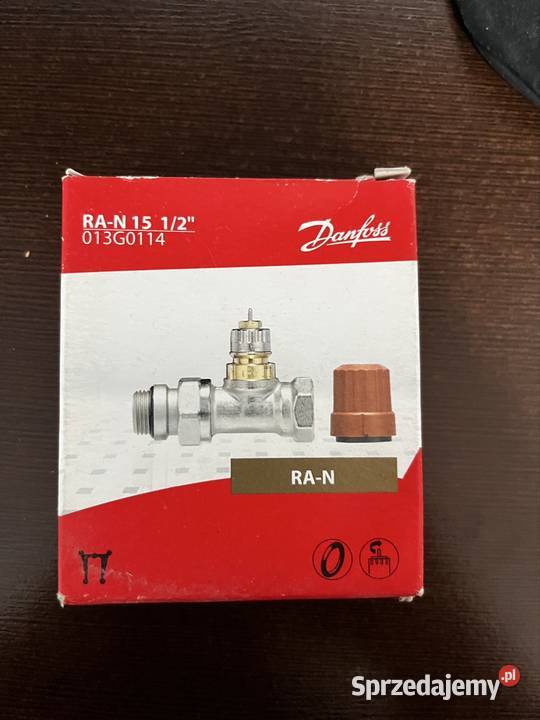 RA-N 15 1/2"
013G0114
Danfoss
RA-N
Sprzedajemy.pl